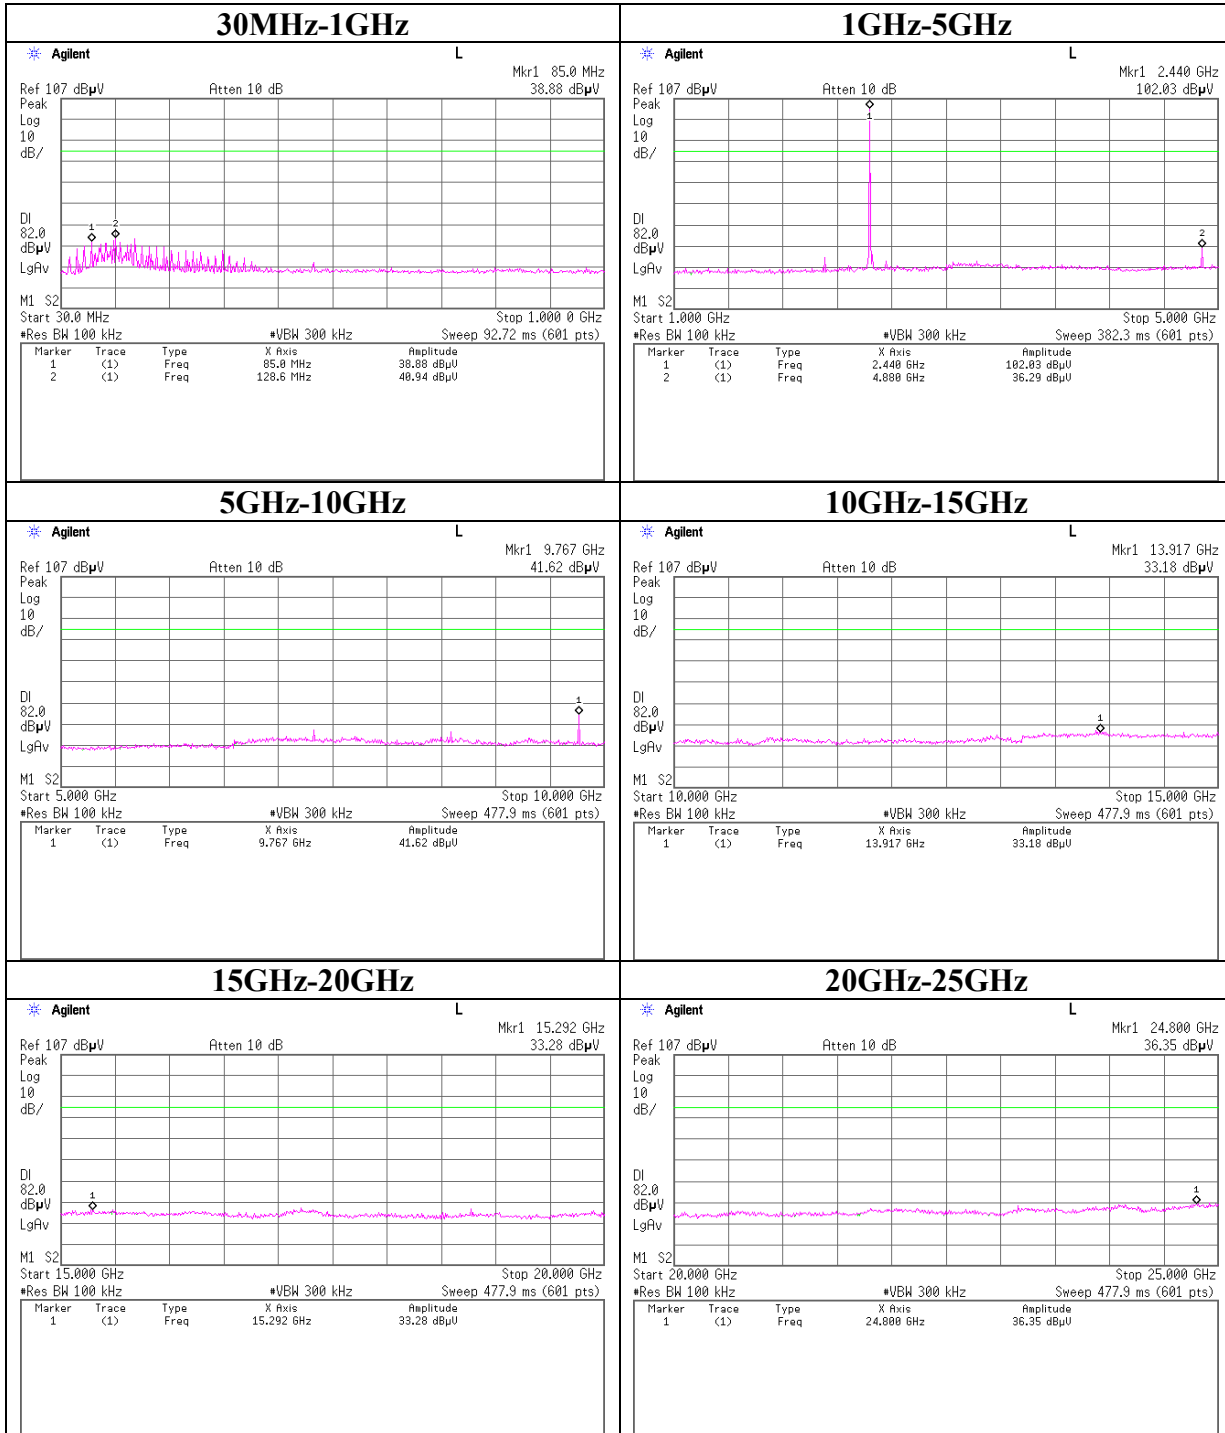 30MHz-1GHz
Agilent L
Mkr1 85.0 MHz
Ref 107 dBµV Atten 10 dB 38.88 dBµV
Peak
Log
10
dB/
1 2
DI
82.0
dBµV
LgAv
M1 S2
Start 30.0 MHz Stop 1.000 0 GHz
#Res BW 100 kHz #VBW 300 kHz Sweep 92.72 ms (601 pts)
Marker Trace Type X Axis Amplitude
1 (1) Freq 85.0 MHz 38.88 dBµV
2 (1) Freq 128.6 MHz 40.94 dBµV
1GHz-5GHz
Agilent L
Mkr1 2.440 GHz
Ref 107 dBµV Atten 10 dB 102.03 dBµV
Peak
Log
10
dB/
1
DI
82.0
dBµV
LgAv
2
M1 S2
Start 1.000 GHz Stop 5.000 GHz
#Res BW 100 kHz #VBW 300 kHz Sweep 382.3 ms (601 pts)
Marker Trace Type X Axis Amplitude
1 (1) Freq 2.440 GHz 102.03 dBµV
2 (1) Freq 4.880 GHz 36.29 dBµV
5GHz-10GHz
Agilent L
Mkr1 9.767 GHz
Ref 107 dBµV Atten 10 dB 41.62 dBµV
Peak
Log
10
dB/
DI
1
82.0
dBµV
LgAv
M1 S2
Start 5.000 GHz Stop 10.000 GHz
#Res BW 100 kHz #VBW 300 kHz Sweep 477.9 ms (601 pts)
Marker Trace Type X Axis Amplitude
1 (1) Freq 9.767 GHz 41.62 dBµV
10GHz-15GHz
Agilent L
Mkr1 13.917 GHz
Ref 107 dBµV Atten 10 dB 33.18 dBµV
Peak
Log
10
dB/
DI
82.0
1
dBµV
LgAv
M1 S2
Start 10.000 GHz Stop 15.000 GHz
#Res BW 100 kHz #VBW 300 kHz Sweep 477.9 ms (601 pts)
Marker Trace Type X Axis Amplitude
1 (1) Freq 13.917 GHz 33.18 dBµV
15GHz-20GHz
Agilent L
Mkr1 15.292 GHz
Ref 107 dBµV Atten 10 dB 33.28 dBµV
Peak
Log
10
dB/
DI
82.0
1
dBµV
LgAv
M1 S2
Start 15.000 GHz Stop 20.000 GHz
#Res BW 100 kHz #VBW 300 kHz Sweep 477.9 ms (601 pts)
Marker Trace Type X Axis Amplitude
1 (1) Freq 15.292 GHz 33.28 dBµV
20GHz-25GHz
Agilent L
Mkr1 24.800 GHz
Ref 107 dBµV Atten 10 dB 36.35 dBµV
Peak
Log
10
dB/
DI
82.0
1
dBµV
LgAv
M1 S2
Start 20.000 GHz Stop 25.000 GHz
#Res BW 100 kHz #VBW 300 kHz Sweep 477.9 ms (601 pts)
Marker Trace Type X Axis Amplitude
1 (1) Freq 24.800 GHz 36.35 dBµV